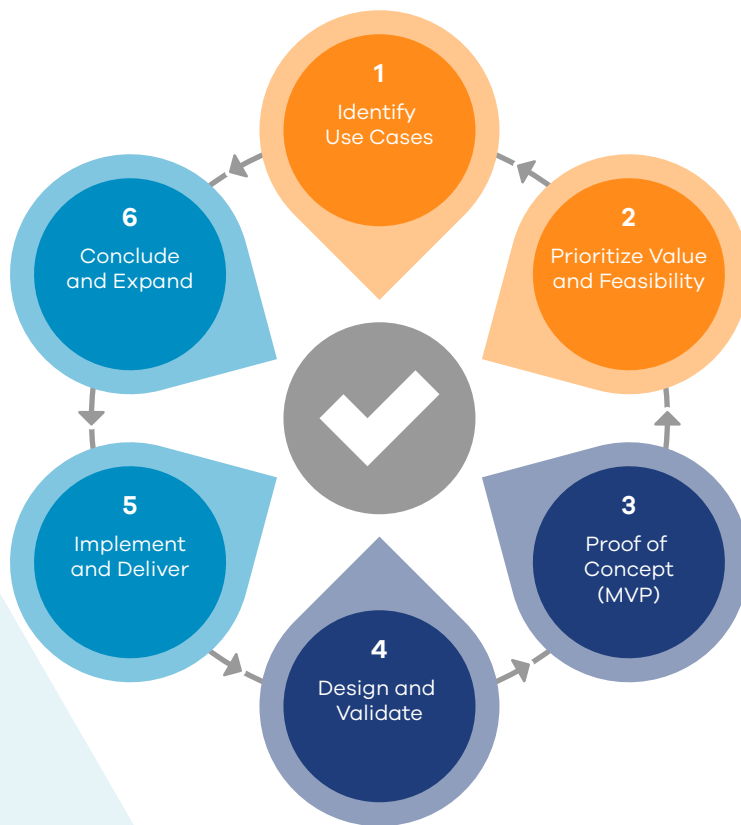 1
Identify
Use Cases
2
Prioritize Value
and Feasibility
3
Proof of
Concept
(MVP)
4
Design and
Validate
5
Implement
and Deliver
6
Conclude
and Expand